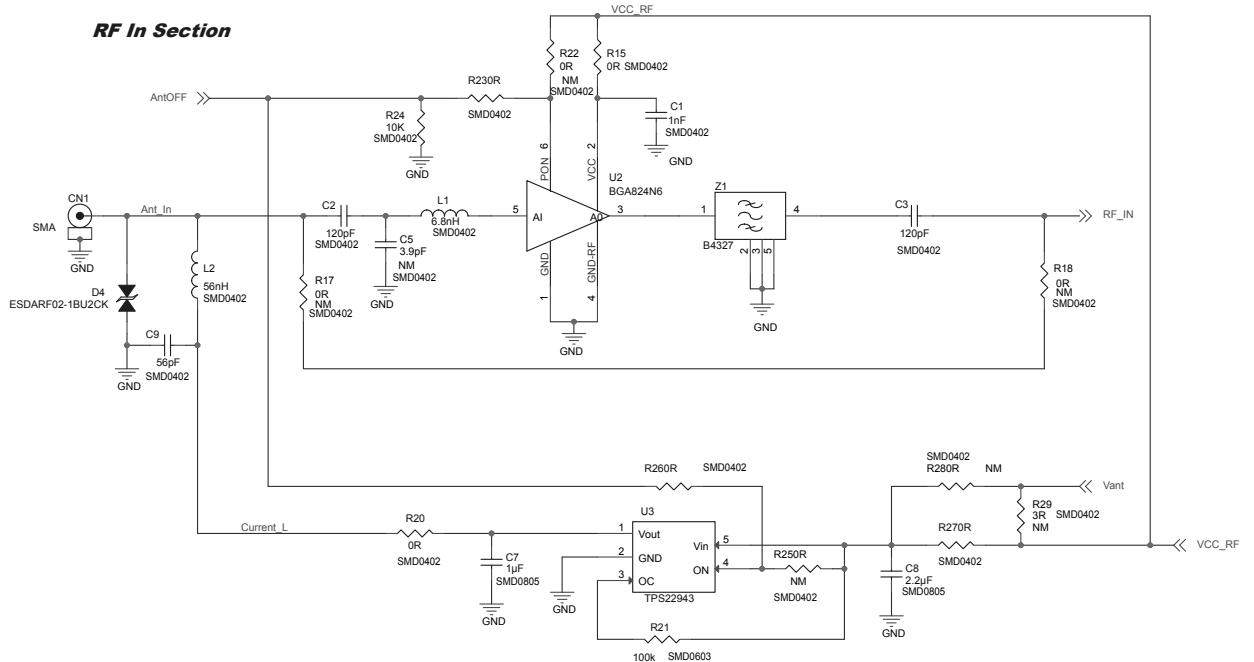 RF In Section
VCC_RF
R22
0R
NM
SMD0402
R15
0R SMD0402
R230R
SMD0402
AntOFF
R24
10K
SMD0402
GND
C1
1nF
SMD0402
GND
PON 6
VCC 2
U2
BGA824N6
CN1
SMA
GND
Ant_In
C2
120pF
SMD0402
L1
6.8nH
SMD0402
5
AI
A0
3
C5
3.9pF
NM
SMD0402
GND
GND
1
GND-RF
4
GND
Z1
1
4
B4327
2
3
5
GND
C3
120pF
SMD0402
RF_IN
L2
56nH
SMD0402
D4
ESDARF02-1BU2CK
R17
0R
NM
SMD0402
R18
0R
NM
SMD0402
C9
56pF
SMD0402
GND
R260R
SMD0402
SMD0402
R280R
NM
Vant
R29
3R
NM
SMD0402
Current_L
R20
0R
SMD0402
C7
1µF
SMD0805
GND
U3
1
Vout
2
GND
3
OC
Vin
5
ON
4
TPS22943
GND
R250R
NM
SMD0402
R270R
SMD0402
VCC_RF
C8
2.2µF
SMD0805
GND
R21
100k
SMD0603